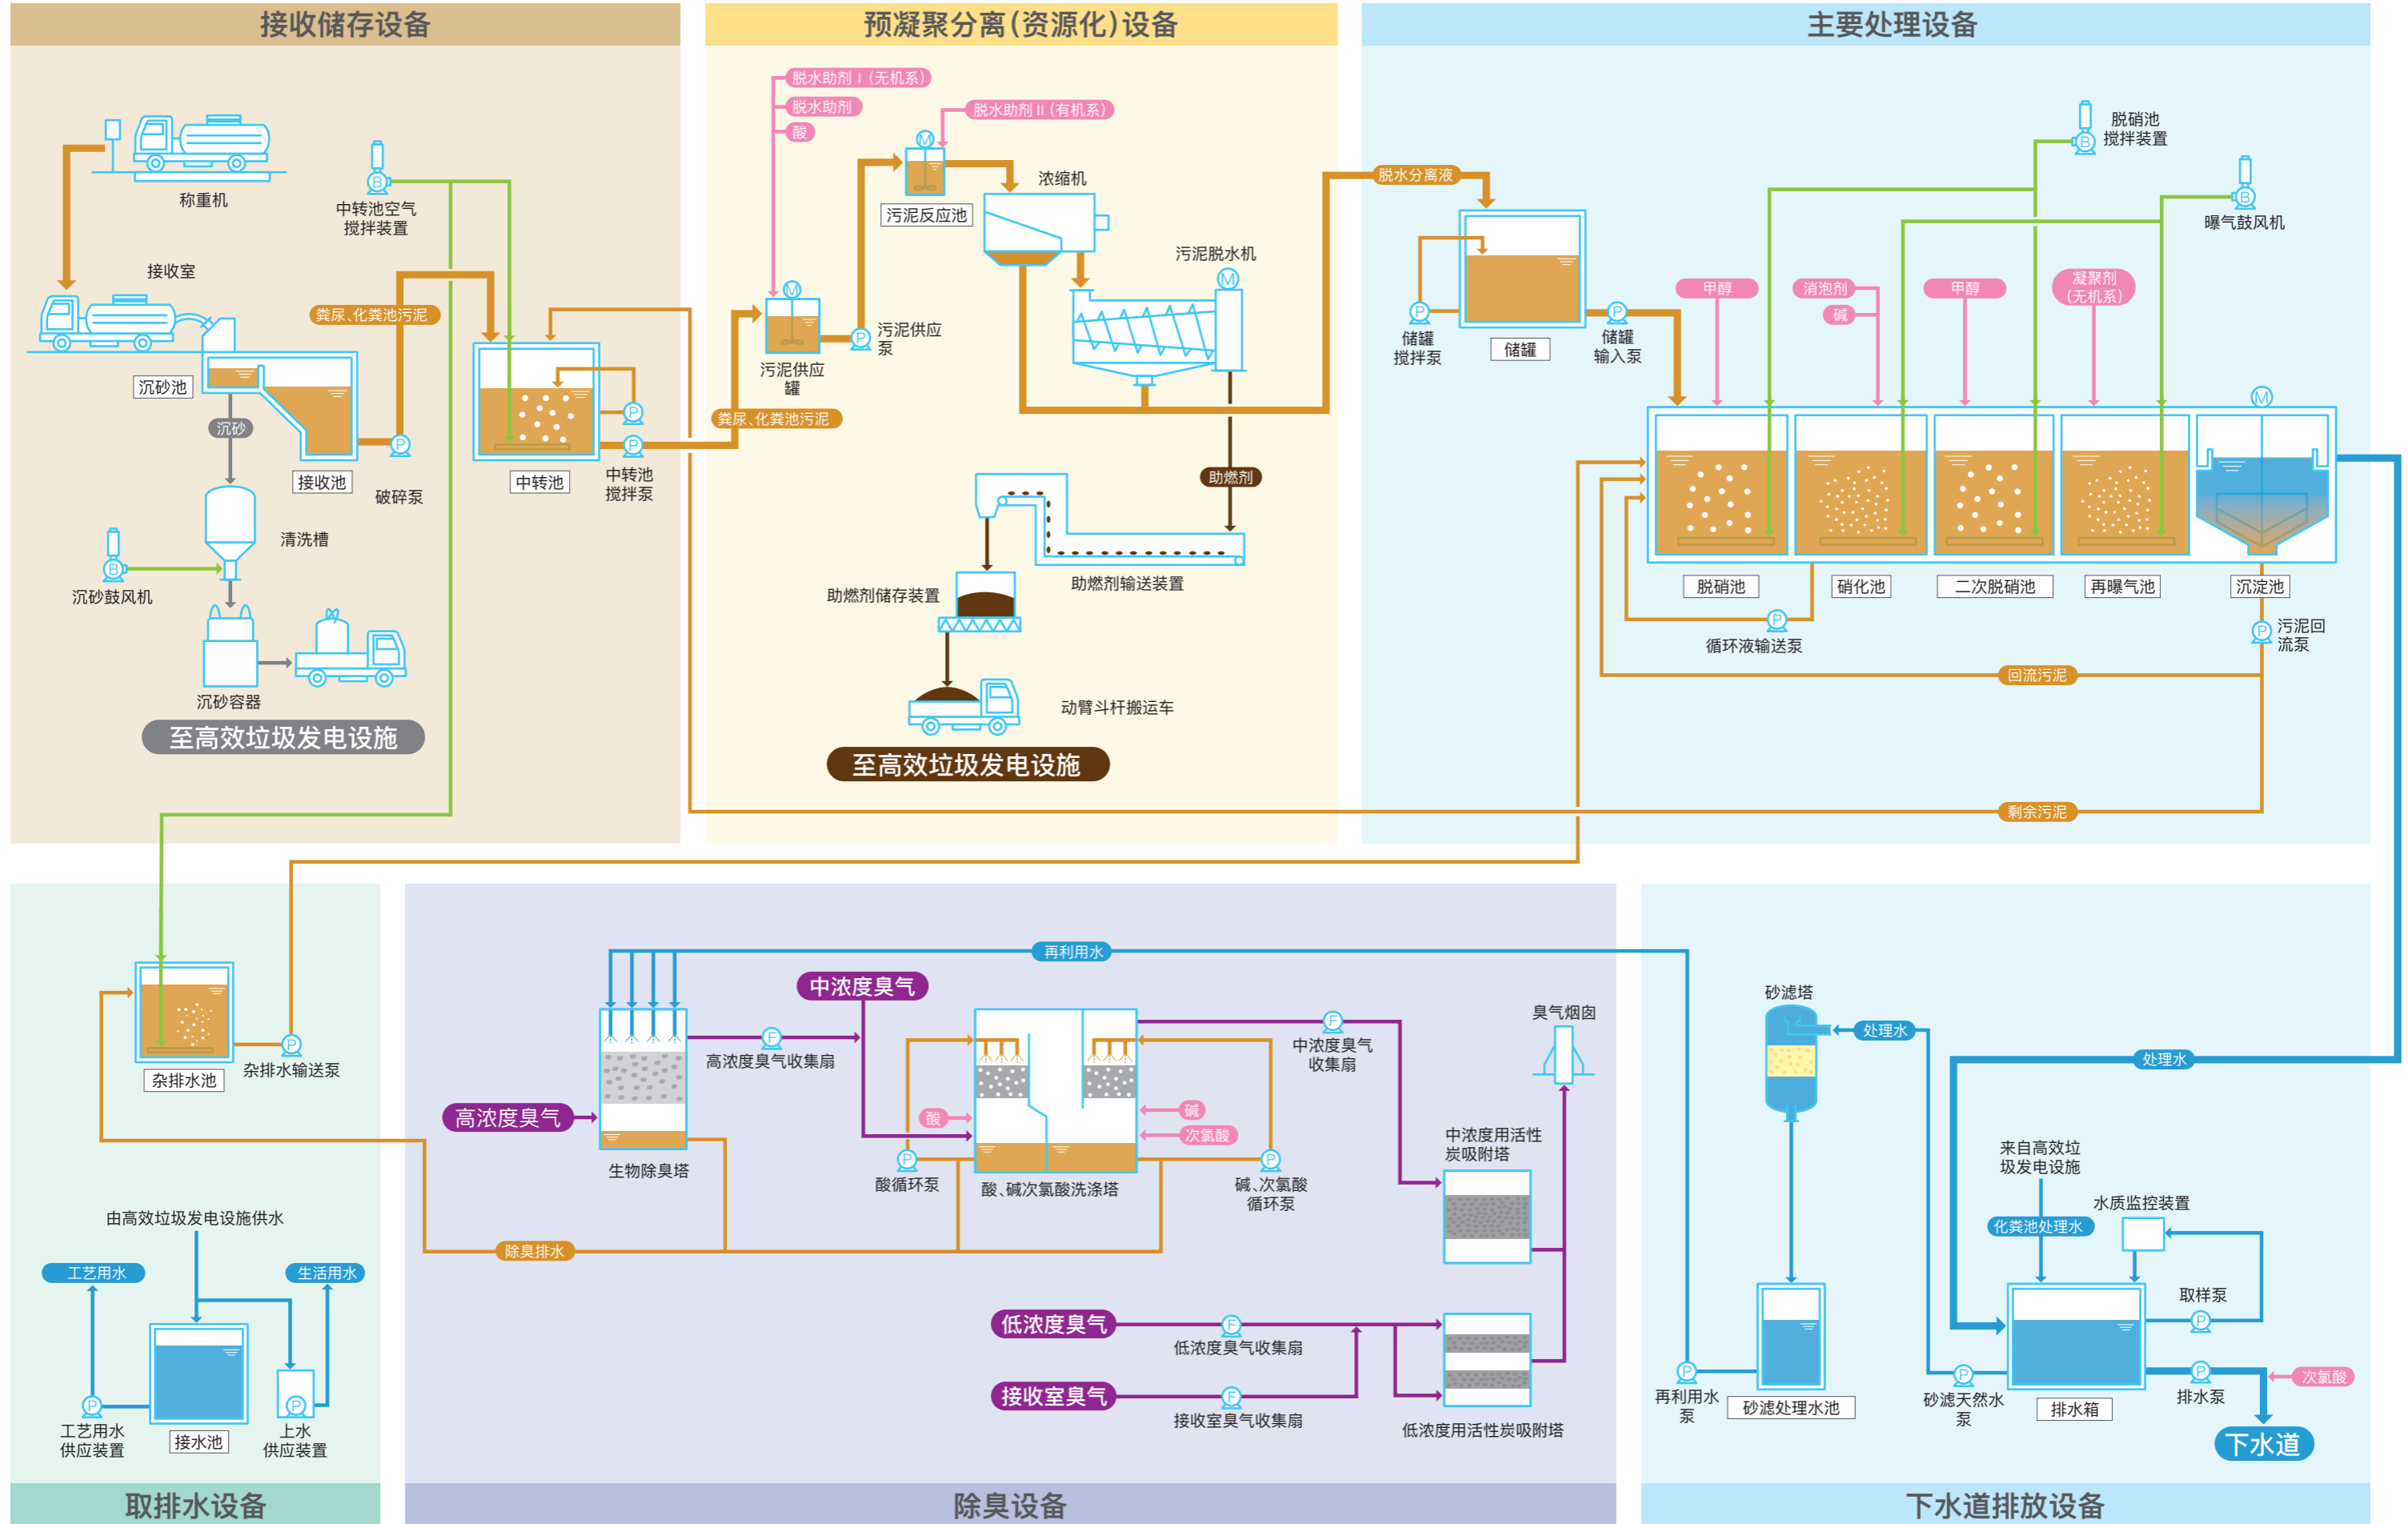 接收储存设备
称重机
B
中转池空气
搅拌装置
接收室
粪尿、化粪池污泥
沉砂池
沉砂
接收池
P
破碎泵
中转池
P
P
中转池
搅拌泵
清洗槽
B
沉砂鼓风机
沉砂容器
至高效垃圾发电设施
预凝聚分离(资源化)设备
脱水助剂Ⅰ(无机系)
脱水助剂
酸
脱水助剂Ⅱ(有机系)
M
污泥反应池
浓缩机
M
污泥供应
罐
P
污泥供应
泵
粪尿、化粪池污泥
污泥脱水机
M
助燃剂
助燃剂输送装置
助燃剂储存装置
动臂斗杆搬运车
至高效垃圾发电设施
主要处理设备
脱水分离液
P
储罐
搅拌泵
储罐
P
储罐
输入泵
B
脱硝池
搅拌装置
B
曝气鼓风机
甲醇
消泡剂
碱
甲醇
凝聚剂
(无机系)
M
脱硝池
硝化池
二次脱硝池
再曝气池
沉淀池
P
循环液输送泵
P
污泥回
流泵
回流污泥
剩余污泥
杂排水池
P
杂排水输送泵
由高效垃圾发电设施供水
工艺用水
生活用水
P
工艺用水
供应装置
接水池
P
上水
供应装置
取排水设备
再利用水
中浓度臭气
F
高浓度臭气收集扇
高浓度臭气
生物除臭塔
酸
P
酸循环泵
酸、碱次氯酸洗涤塔
碱
次氯酸
P
碱、次氯酸
循环泵
除臭排水
F
中浓度臭气
收集扇
臭气烟囱
中浓度用活性
炭吸附塔
低浓度臭气
F
低浓度臭气收集扇
接收室臭气
F
接收室臭气收集扇
低浓度用活性炭吸附塔
除臭设备
砂滤塔
处理水
处理水
来自高效垃
圾发电设施
化粪池处理水
水质监控装置
取样泵
P
P
再利用水
泵
砂滤处理水池
P
砂滤天然水
泵
排水箱
P
排水泵
次氯酸
下水道
下水道排放设备